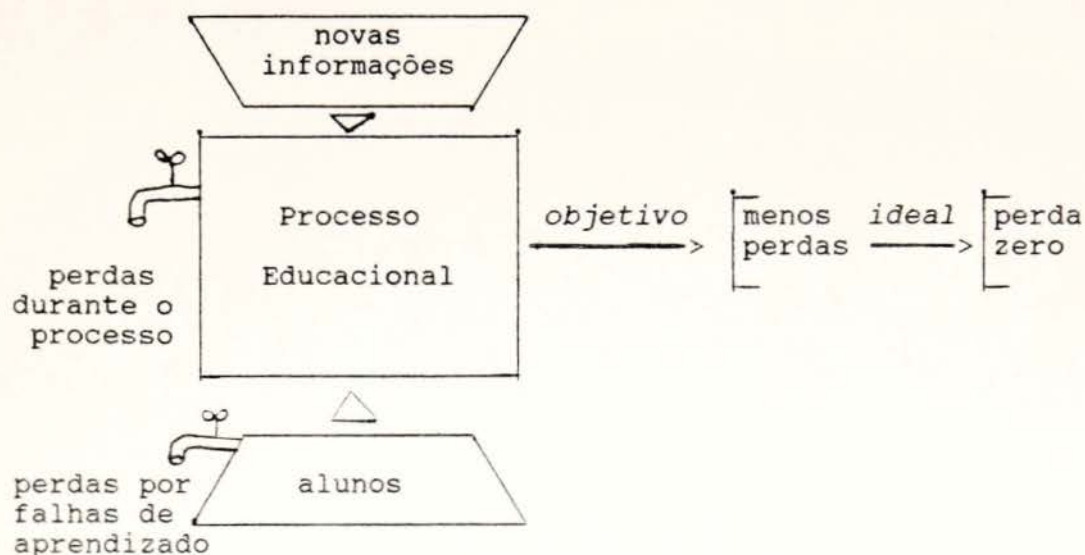 novas
informações
Processo
Educacional
objetivo
menos
perdas
ideal
perda
zero
perdas
durante o
processo
alunos
perdas por
falhas de
aprendizado